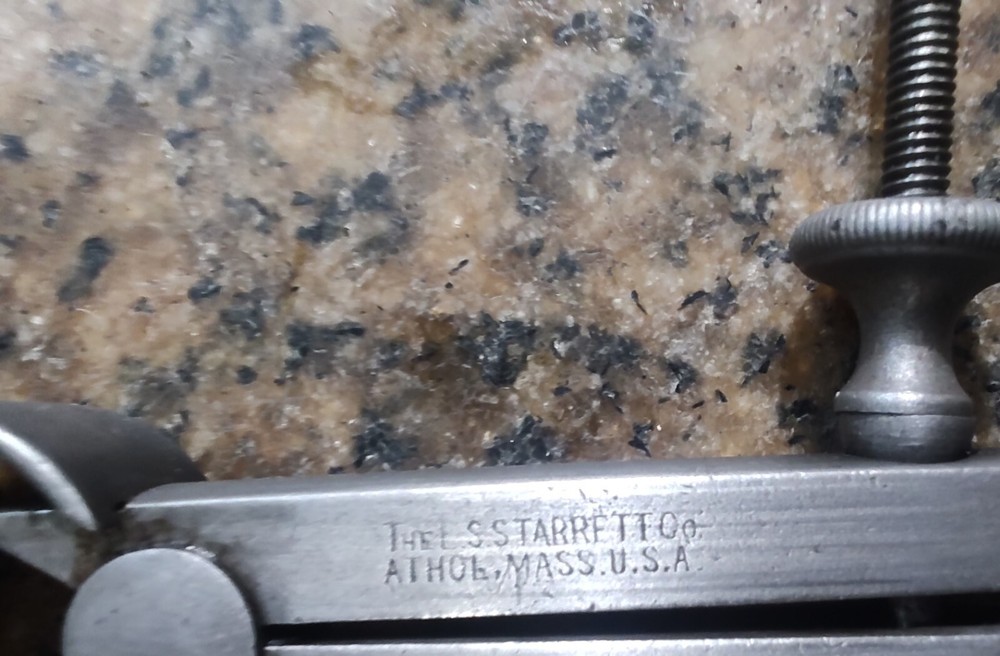 THE L.S.STARRETT CO.
ATHOL, MASS. U.S.A.